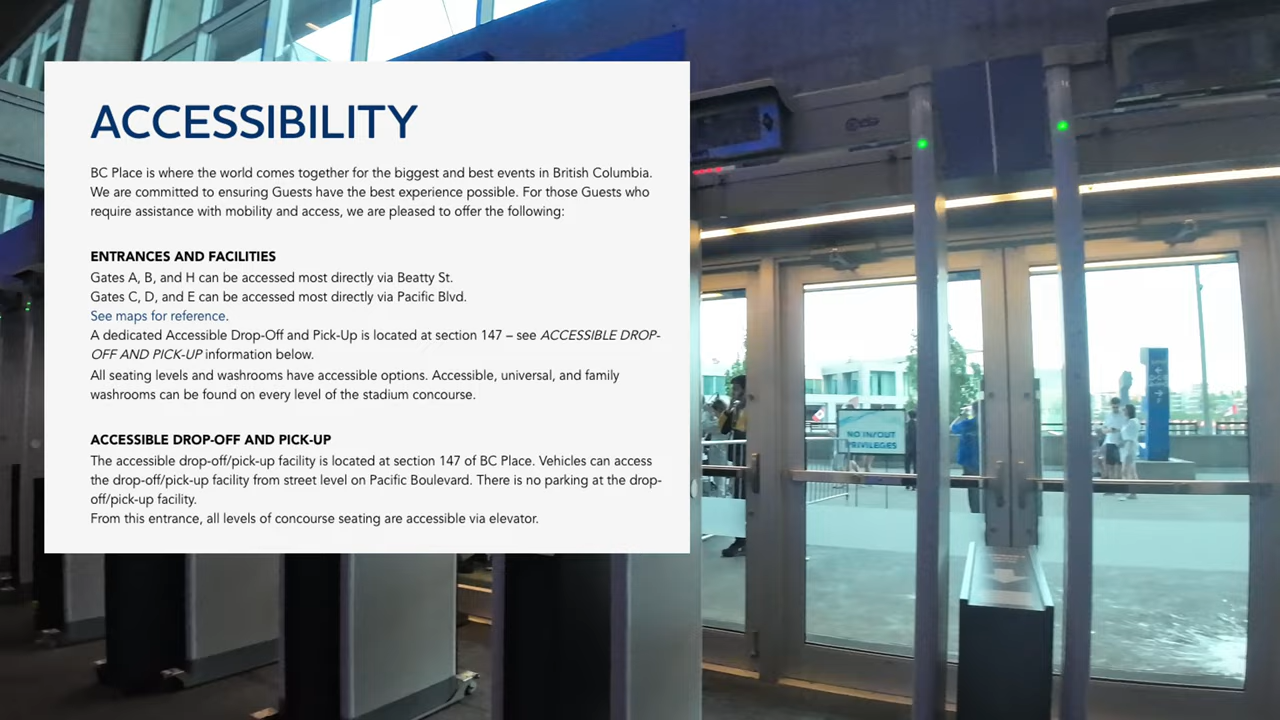 ACCESSIBILITY
BC Place is where the world comes together for the biggest and best events in British Columbia.
We are committed to ensuring Guests have the best experience possible. For those Guests who
require assistance with mobility and access, we are pleased to offer the following:
ENTRANCES AND FACILITIES
Gates A, B, and H can be accessed most directly via Beatty St.
Gates C, D, and E can be accessed most directly via Pacific Blvd.
See maps for reference.
A dedicated Accessible Drop-Off and Pick-Up is located at section 147 – see ACCESSIBLE DROP-
OFF AND PICK-UP information below.
All seating levels and washrooms have accessible options. Accessible, universal, and family
washrooms can be found on every level of the stadium concourse.
ACCESSIBLE DROP-OFF AND PICK-UP
The accessible drop-off/pick-up facility is located at section 147 of BC Place. Vehicles can access
the drop-off/pick-up facility from street level on Pacific Boulevard. There is no parking at the drop-
off/pick-up facility.
From this entrance, all levels of concourse seating are accessible via elevator.
NO IN/OUT
PRIVILEGES